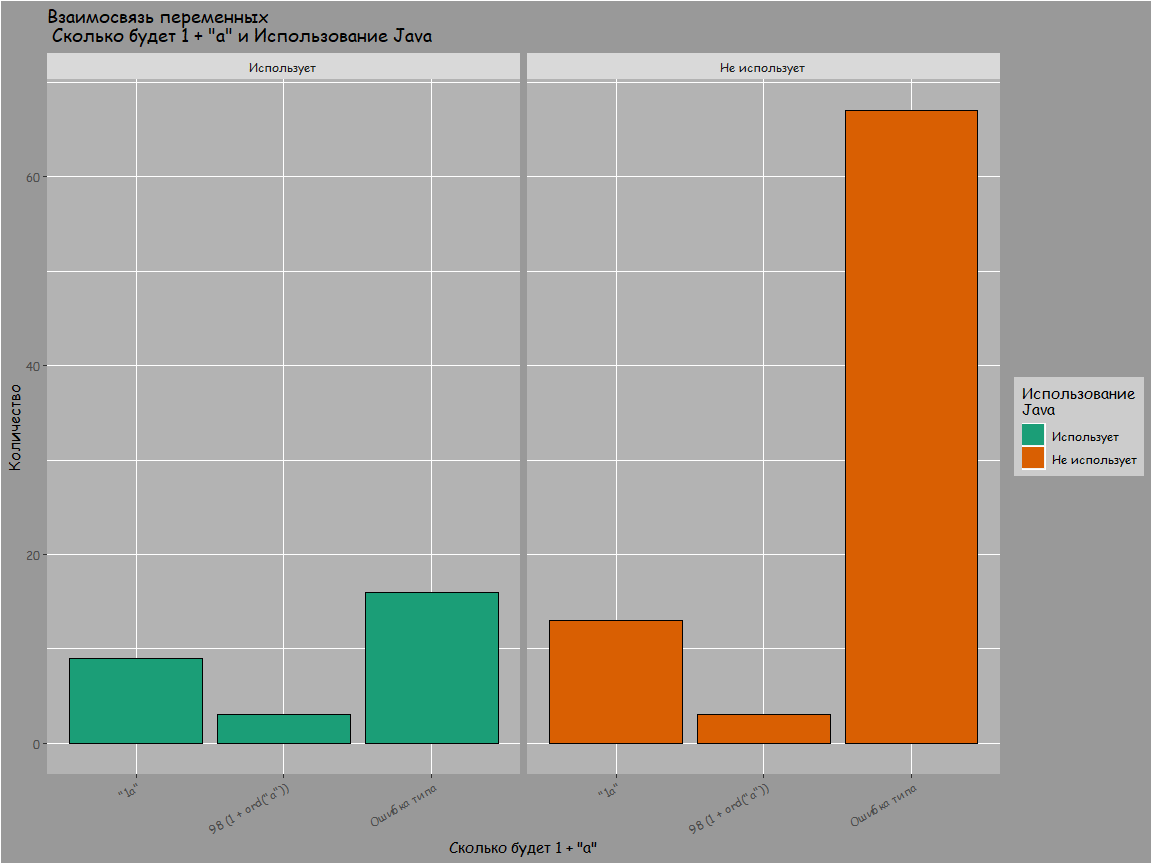 Взаимосвязь переменных
Сколько будет 1 + "a" и Использование Java
Использует
Не использует
Количество
60
40
20
0
"1a"
98 (1 + ord("a"))
Ошибка типа
"1a"
98 (1 + ord("a"))
Ошибка типа
Сколько будет 1 + "a"
Использование
Java
Использует
Не использует